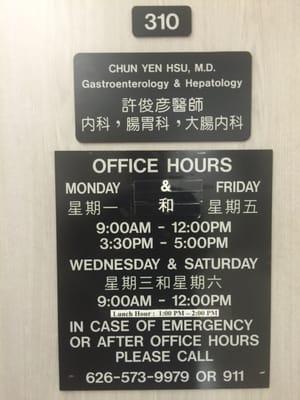 310
CHUN YEN HSU, M.D.
Gastroenterology & Hepatology
許俊彦醫師
内科，腸胃科，大腸内科
OFFICE HOURS
MONDAY & FRIDAY
星期一 和 星期五
9:00AM - 12:00PM
3:30PM - 5:00PM
WEDNESDAY & SATURDAY
星期三和星期六
9:00AM - 12:00PM
Lunch Hour : 1:00 PM – 2:00 PM
IN CASE OF EMERGENCY
OR AFTER OFFICE HOURS
PLEASE CALL
626-573-9979 OR 911